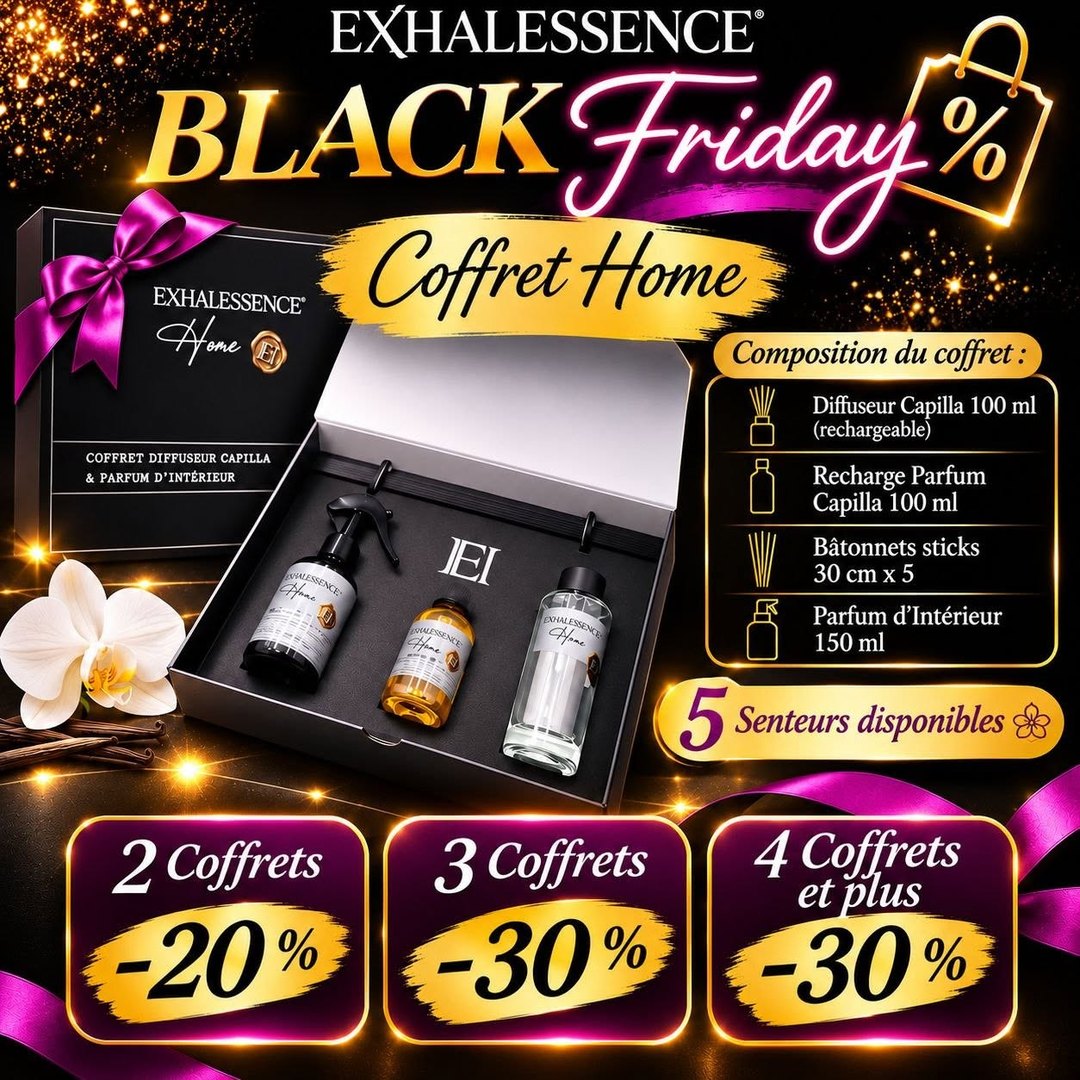 EXHALESSENCE®
BLACK Friday
%
Coffret Home
EXHALESSENCE®
Home
EI
COFFRET DIFFUSEUR CAPILLA
& PARFUM D'INTÉRIEUR
Composition du coffret :
Diffuseur Capilla 100 ml
(rechargeable)
Recharge Parfum
Capilla 100 ml
Bâtonnets sticks
30 cm x 5
Parfum d'Intérieur
150 ml
EI
EXHALESSENCE®
Home
EXHALESSENCE®
Home
EXHALESSENCE®
Home
5 Senteurs disponibles
2 Coffrets
-20%
3 Coffrets
-30%
4 Coffrets
et plus
-30%